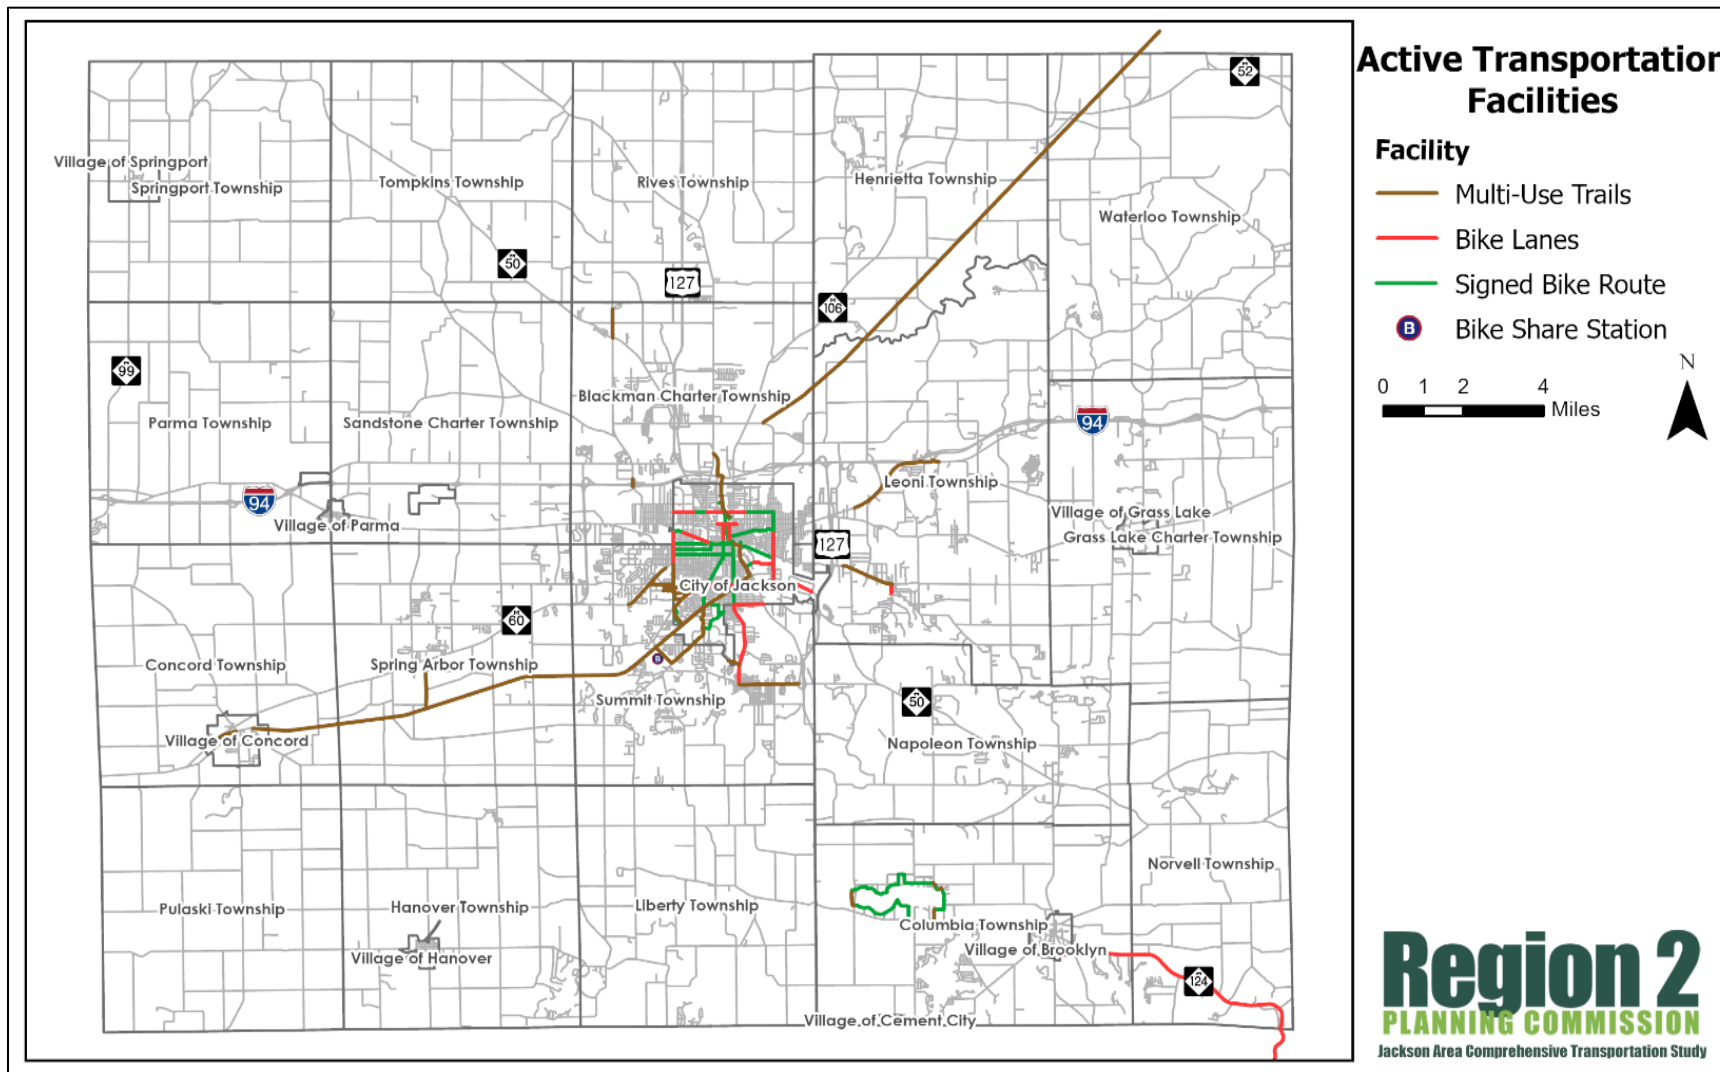 Active Transportation
Facilities
Facility
Multi-Use Trails
Bike Lanes
Signed Bike Route
B
Bike Share Station
N
0 1 2 4
Miles
M
52
Village of Springport
Springport Township
Tompkins Township
Rives Township
Henrietta Township
Waterloo Township
M
50
127
M
106
M
99
Blackman Charter Township
Parma Township
Sandstone Charter Township
94
Leoni Township
94
Village of Parma
Village of Grass Lake
Grass Lake Charter Township
127
City of Jackson
M
60
Concord Township
Spring Arbor Township
B
Summit Township
M
50
Village of Concord
Napoleon Township
Norvell Township
Pulaski Township
Hanover Township
Liberty Township
Columbia Township
Village of Brooklyn
Village of Hanover
M
124
Village of Cement City
Region 2
PLANNING COMMISSION
Jackson Area Comprehensive Transportation Study